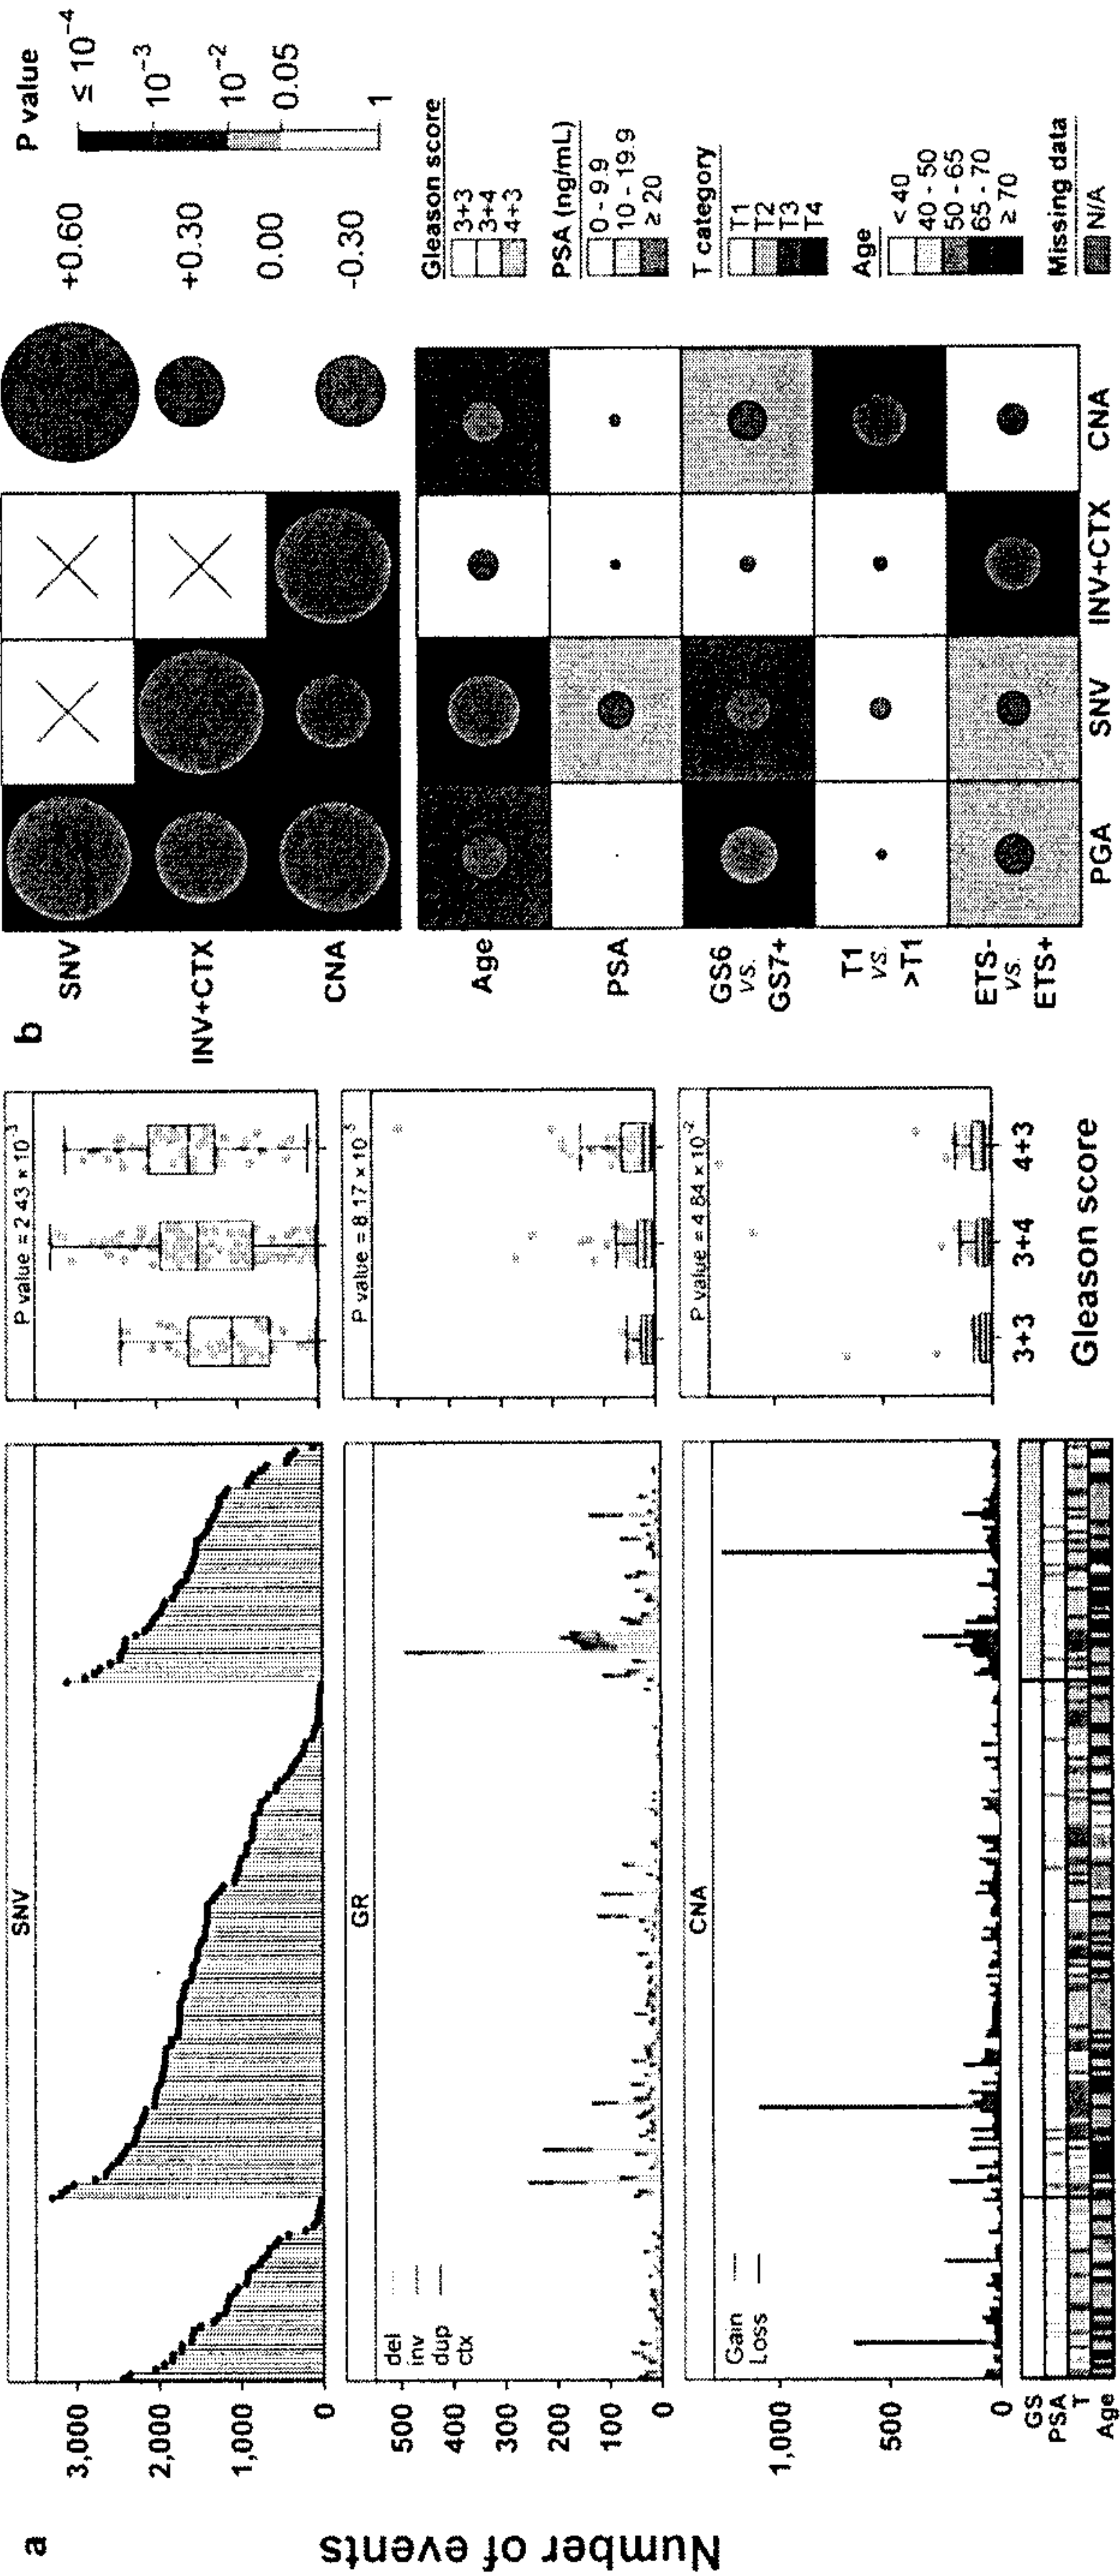 a
Number of events
SNV
3,000
2,000
1,000
0
P value = 2.43 × 10⁻³
GR
500
400
300
200
100
0
del
inv
dup
ctx
P value = 8.17 × 10⁻⁵
CNA
1,000
500
0
Gain
Loss
P value = 4.84 × 10⁻²
GS
PSA
T
Age
3+3
3+4
4+3
Gleason score
b
SNV
INV+CTX
CNA
Age
PSA
GS6
vs.
GS7+
T1
vs.
>T1
ETS-
vs.
ETS+
PGA
SNV
INV+CTX
CNA
+0.60
+0.30
0.00
-0.30
P value
≤ 10⁻⁴
10⁻³
10⁻²
0.05
1
Gleason score
3+3
3+4
4+3
PSA (ng/mL)
0 - 9.9
10 - 19.9
≥ 20
T category
T1
T2
T3
T4
Age
< 40
40 - 50
50 - 65
65 - 70
≥ 70
Missing data
N/A